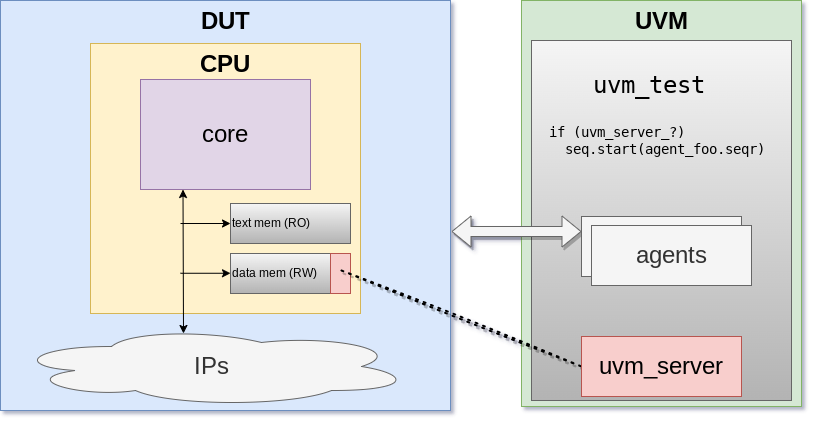 DUT
CPU
core
text mem (RO)
data mem (RW)
IPs
UVM
uvm_test
if (uvm_server_?)
seq.start(agent_foo.seqr)
agents
uvm_server